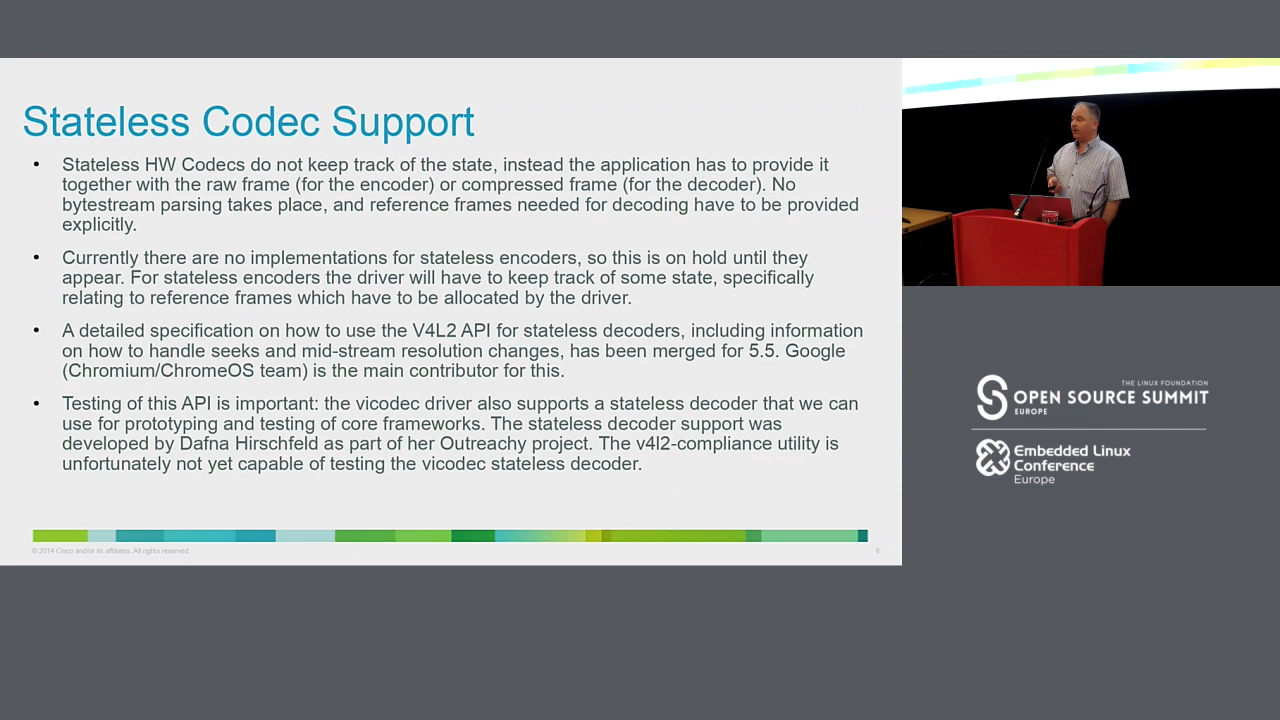 Stateless Codec Support
• Stateless HW Codecs do not keep track of the state, instead the application has to provide it
together with the raw frame (for the encoder) or compressed frame (for the decoder). No
bytestream parsing takes place, and reference frames needed for decoding have to be provided
explicitly.
• Currently there are no implementations for stateless encoders, so this is on hold until they
appear. For stateless encoders the driver will have to keep track of some state, specifically
relating to reference frames which have to be allocated by the driver.
• A detailed specification on how to use the V4L2 API for stateless decoders, including information
on how to handle seeks and mid-stream resolution changes, has been merged for 5.5. Google
(Chromium/ChromeOS team) is the main contributor for this.
• Testing of this API is important: the vicodec driver also supports a stateless decoder that we can
use for prototyping and testing of core frameworks. The stateless decoder support was
developed by Dafna Hirschfeld as part of her Outreachy project. The v4l2-compliance utility is
unfortunately not yet capable of testing the vicodec stateless decoder.
© 2014 Cisco and/or its affiliates. All rights reserved.
6
THE LINUX FOUNDATION
OPEN SOURCE SUMMIT
EUROPE
Embedded Linux
Conference
Europe